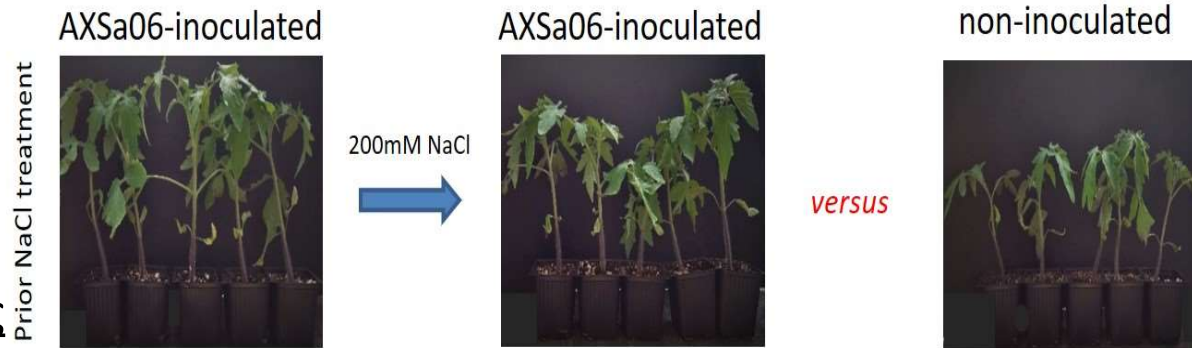 AXSa06-inoculated
AXSa06-inoculated
non-inoculated
Prior NaCl treatment
200mM NaCl
versus